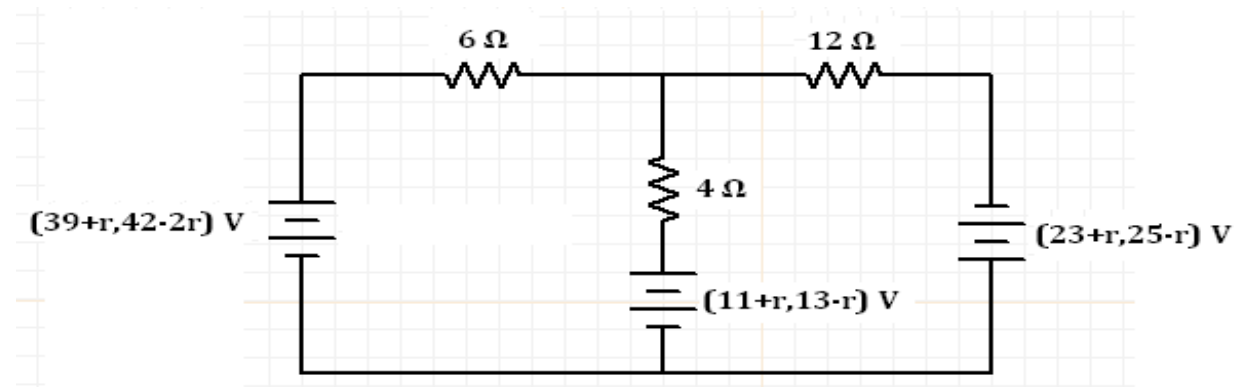 6 Ω
12 Ω
4 Ω
(39+r,42-2r) V
(23+r,25-r) V
(11+r,13-r) V